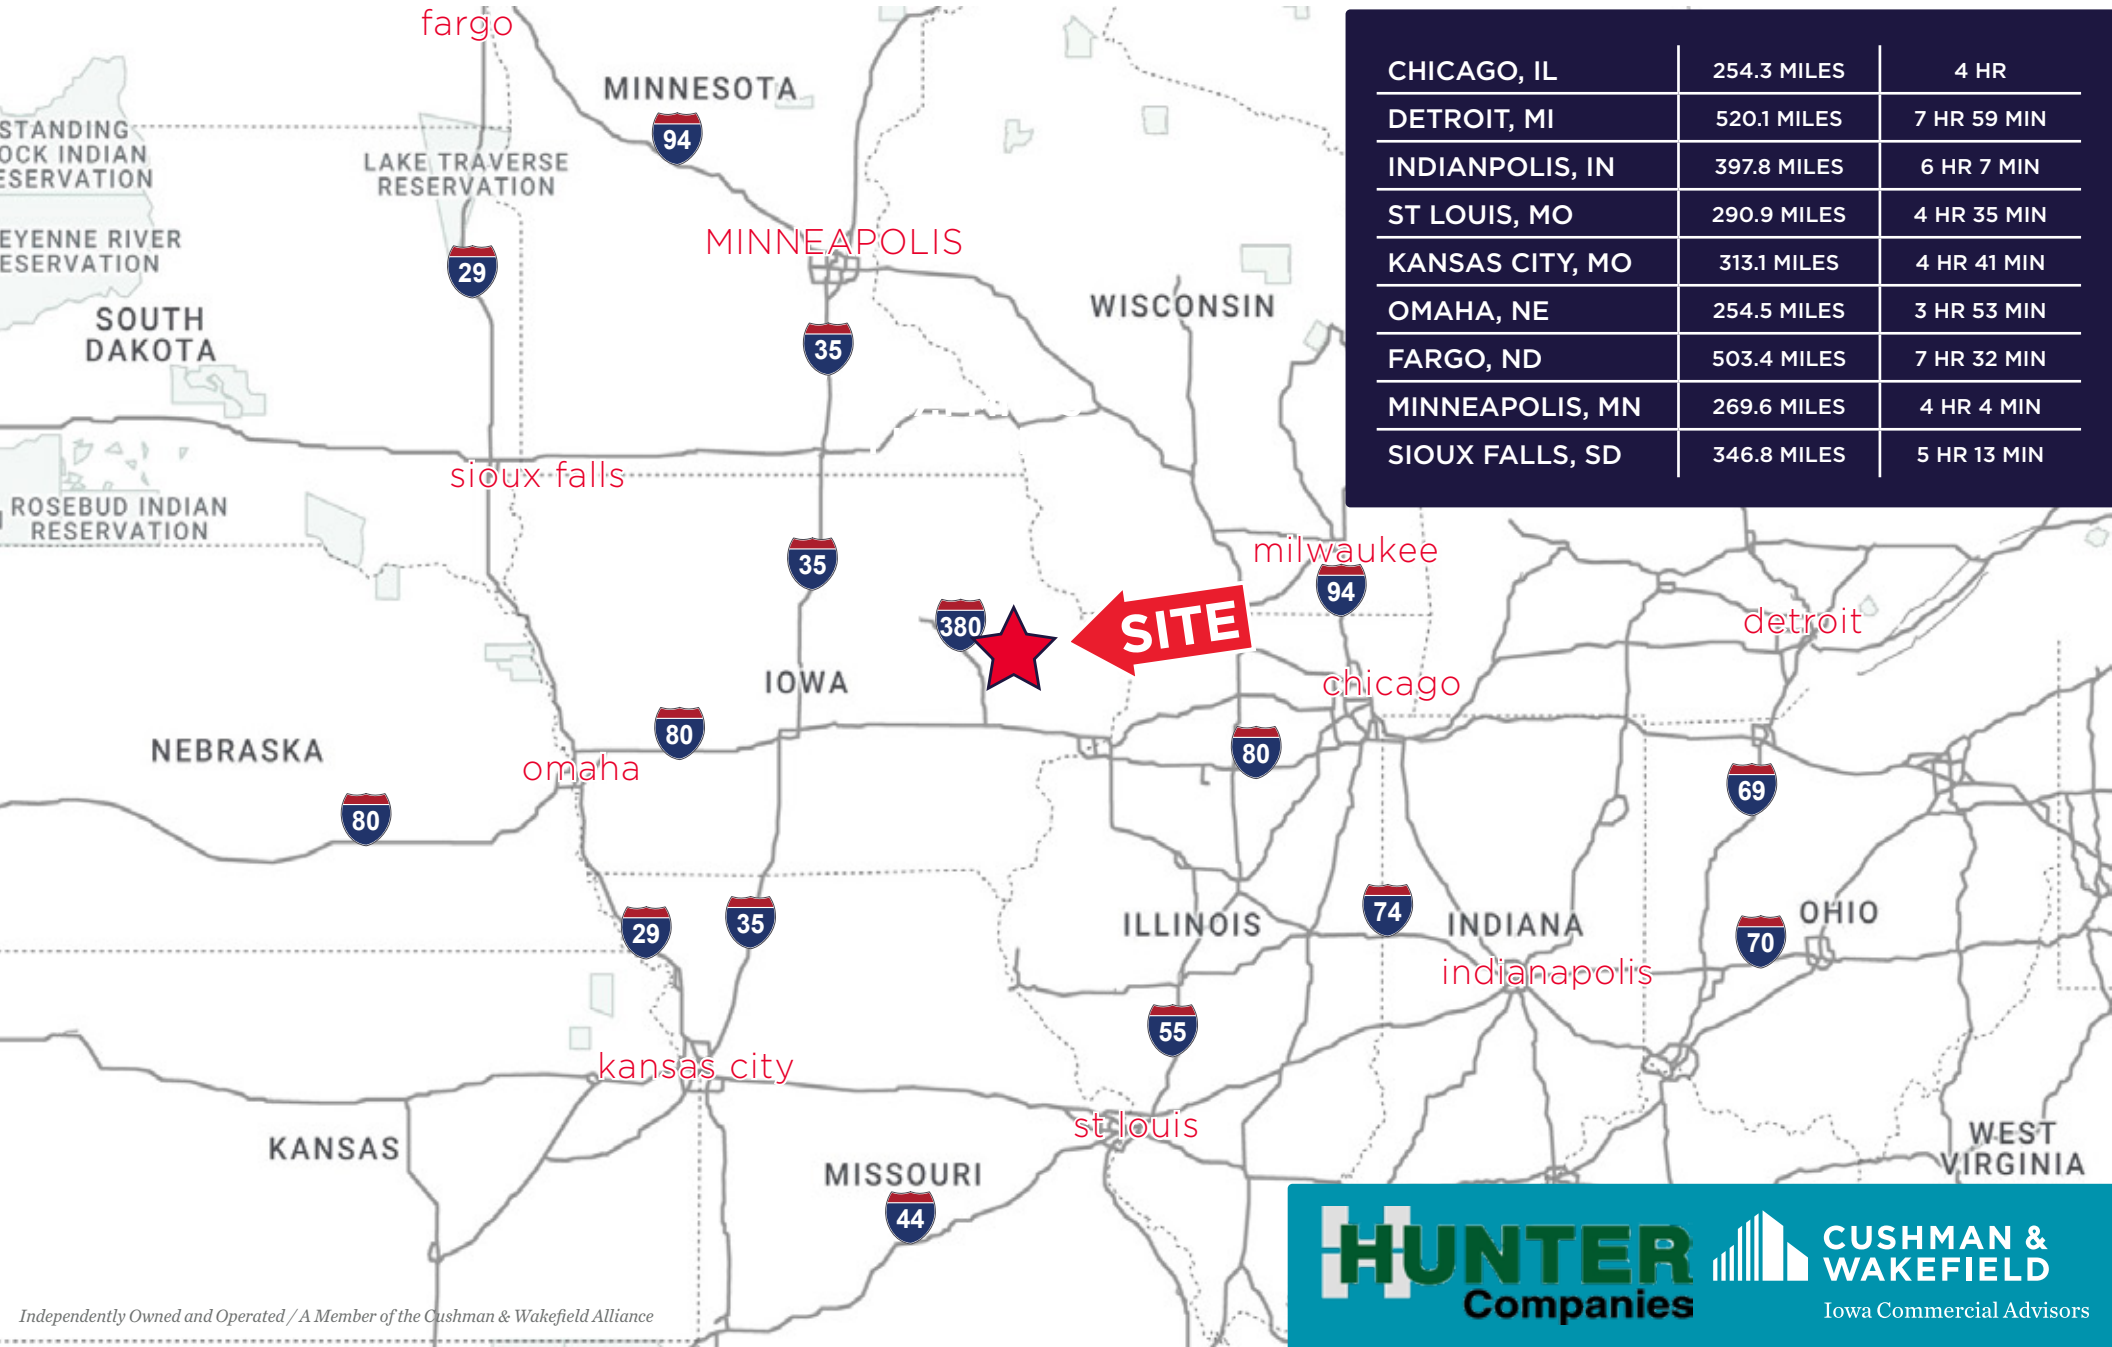 fargo
MINNESOTA
94
STANDING
OCK INDIAN
ESERVATION
LAKE TRAVERSE
RESERVATION
EYENNE RIVER
ESERVATION
MINNEAPOLIS
29
SOUTH
DAKOTA
35
WISCONSIN
CHICAGO, IL 254.3 MILES 4 HR
DETROIT, MI 520.1 MILES 7 HR 59 MIN
INDIANPOLIS, IN 397.8 MILES 6 HR 7 MIN
ST LOUIS, MO 290.9 MILES 4 HR 35 MIN
KANSAS CITY, MO 313.1 MILES 4 HR 41 MIN
OMAHA, NE 254.5 MILES 3 HR 53 MIN
FARGO, ND 503.4 MILES 7 HR 32 MIN
MINNEAPOLIS, MN 269.6 MILES 4 HR 4 MIN
SIOUX FALLS, SD 346.8 MILES 5 HR 13 MIN
sioux falls
ROSEBUD INDIAN
RESERVATION
35
milwaukee
94
380
SITE
detroit
IOWA
chicago
80
80
NEBRASKA
omaha
69
80
29
35
ILLINOIS
74
INDIANA
OHIO
70
indianapolis
55
kansas city
st louis
KANSAS
MISSOURI
WEST
VIRGINIA
44
HUNTER
Companies
CUSHMAN &
WAKEFIELD
Iowa Commercial Advisors
Independently Owned and Operated / A Member of the Cushman & Wakefield Alliance